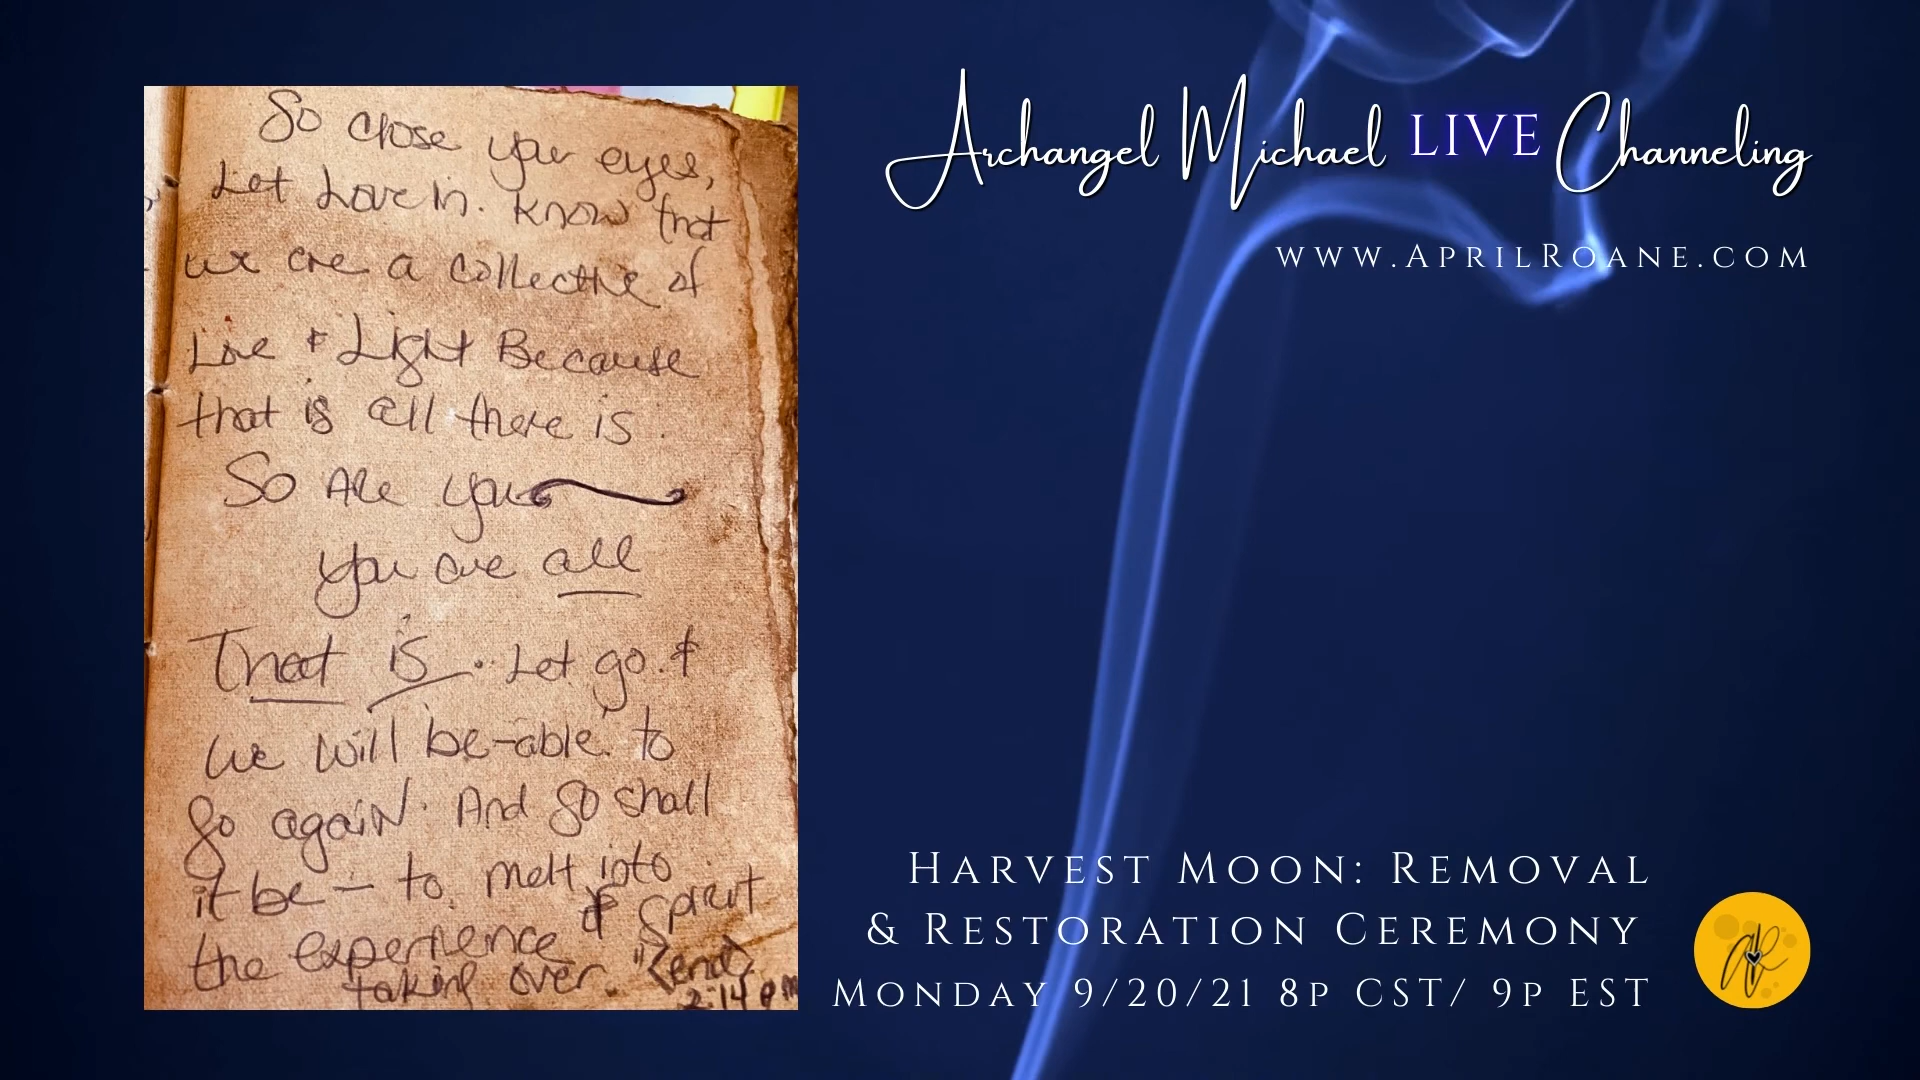 So close your eyes,
Let Love in. Know that
we are a collective of
Love & Light Because
that is all there is.
So Are you
you are all
That is. Let go. &
we will be-able to
go again. And so shall
it be – to melt into
the experience & Spirit
taking over." <end>
2:14 pm
Archangel Michael LIVE Channeling
www.AprilRoane.com
Harvest Moon: Removal
& Restoration Ceremony
Monday 9/20/21 8p CST/ 9p EST
AR